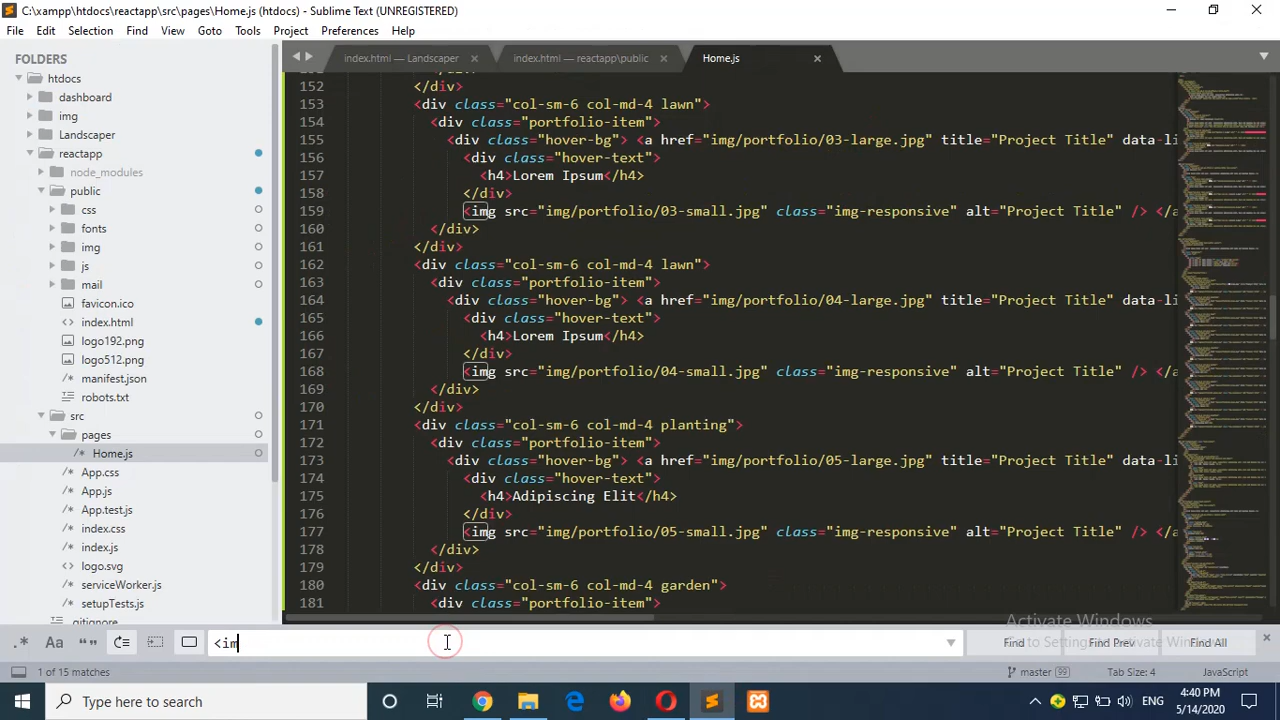 C:\xampp\htdocs\reactapp\src\pages\Home.js (htdocs) - Sublime Text (UNREGISTERED)
File Edit Selection Find View Goto Tools Project Preferences Help
FOLDERS
htdocs
dashboard
img
Landscaper
reactapp
node_modules
public
css
fonts
img
js
mail
favicon.ico
index.html
logo192.png
logo512.png
manifest.json
robots.txt
src
pages
Home.js
App.css
App.js
App.test.js
index.css
index.js
logo.svg
serviceWorker.js
setupTests.js
.gitignore
index.html — Landscaper
index.html — reactapp\public
Home.js
152 </div>
153 <div class="col-sm-6 col-md-4 lawn">
154 <div class="portfolio-item">
155 <div class="hover-bg"> <a href="img/portfolio/03-large.jpg" title="Project Title" data-li
156 <div class="hover-text">
157 <h4>Lorem Ipsum</h4>
158 </div>
159 <img src="img/portfolio/03-small.jpg" class="img-responsive" alt="Project Title" /> </a
160 </div>
161 </div>
162 <div class="col-sm-6 col-md-4 lawn">
163 <div class="portfolio-item">
164 <div class="hover-bg"> <a href="img/portfolio/04-large.jpg" title="Project Title" data-li
165 <div class="hover-text">
166 <h4>Lorem Ipsum</h4>
167 </div>
168 <img src="img/portfolio/04-small.jpg" class="img-responsive" alt="Project Title" /> </a
169 </div>
170 </div>
171 <div class="col-sm-6 col-md-4 planting">
172 <div class="portfolio-item">
173 <div class="hover-bg"> <a href="img/portfolio/05-large.jpg" title="Project Title" data-li
174 <div class="hover-text">
175 <h4>Adipiscing Elit</h4>
176 </div>
177 <img src="img/portfolio/05-small.jpg" class="img-responsive" alt="Project Title" /> </a
178 </div>
179 </div>
180 <div class="col-sm-6 col-md-4 garden">
181 <div class="portfolio-item">
Activate Windows
Go to Settings to Activate Windows.
.* Aa “” <im Find Find Prev Find All
1 of 15 matches master 99 Tab Size: 4 JavaScript
Type here to search
ENG
4:40 PM
5/14/2020